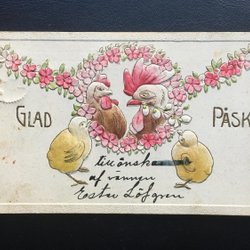 GLAD PÅSK
tillönskas
af vännen
Ester Löfgren